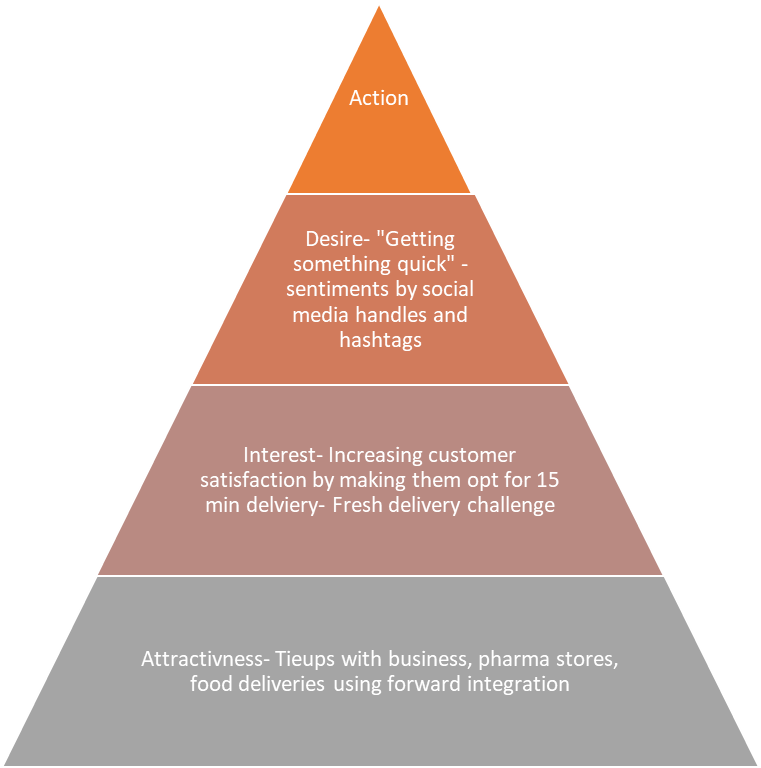 Action
Desire- "Getting
something quick" -
sentiments by social
media handles and
hashtags
Interest- Increasing customer
satisfaction by making them opt for 15
min delviery- Fresh delivery challenge
Attractivness- Tieups with business, pharma stores,
food deliveries using forward integration